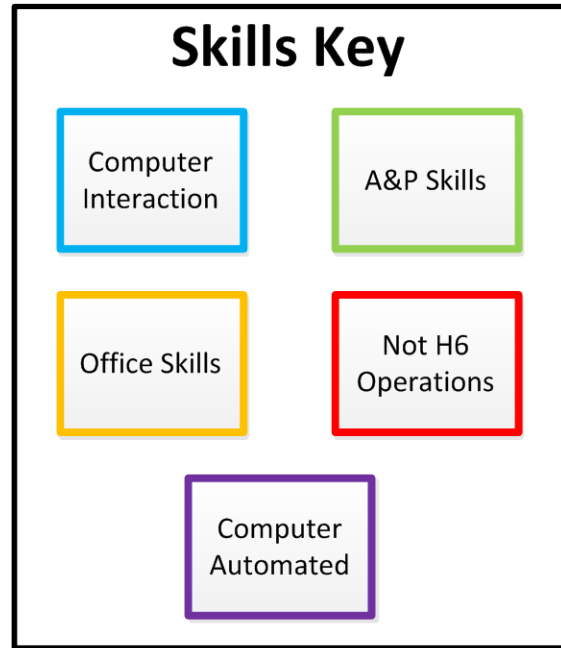 Skills Key
Computer
Interaction
A&P Skills
Office Skills
Not H6
Operations
Computer
Automated